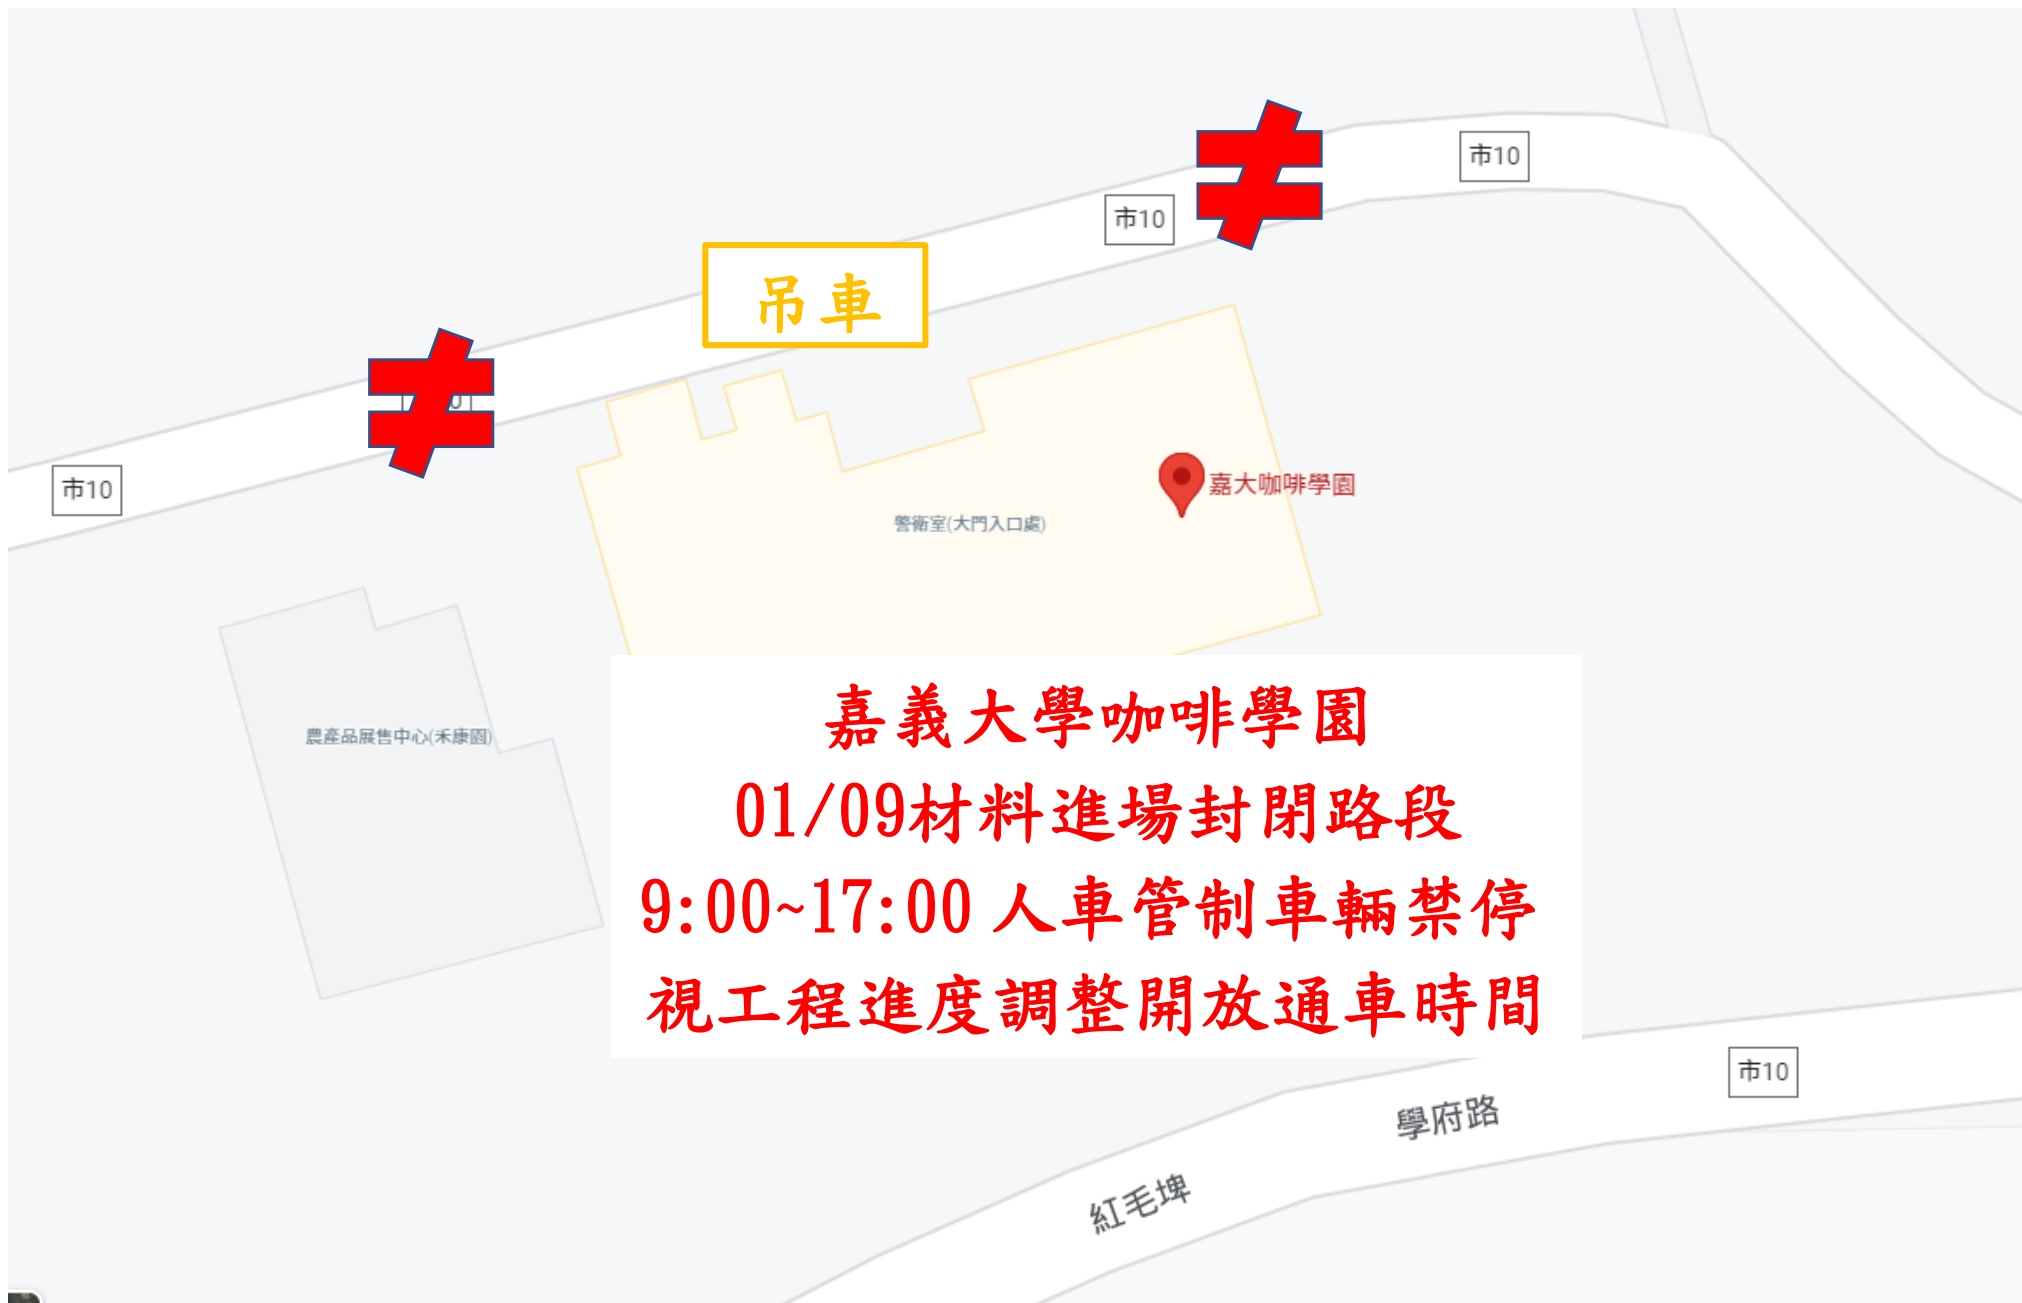 市10
市10
吊車
市10
嘉大咖啡學園
警衛室(大門入口處)
農產品展售中心(禾康園)
嘉義大學咖啡學園
01/09材料進場封閉路段
9:00~17:00人車管制車輛禁停
視工程進度調整開放通車時間
市10
學府路
紅毛埤